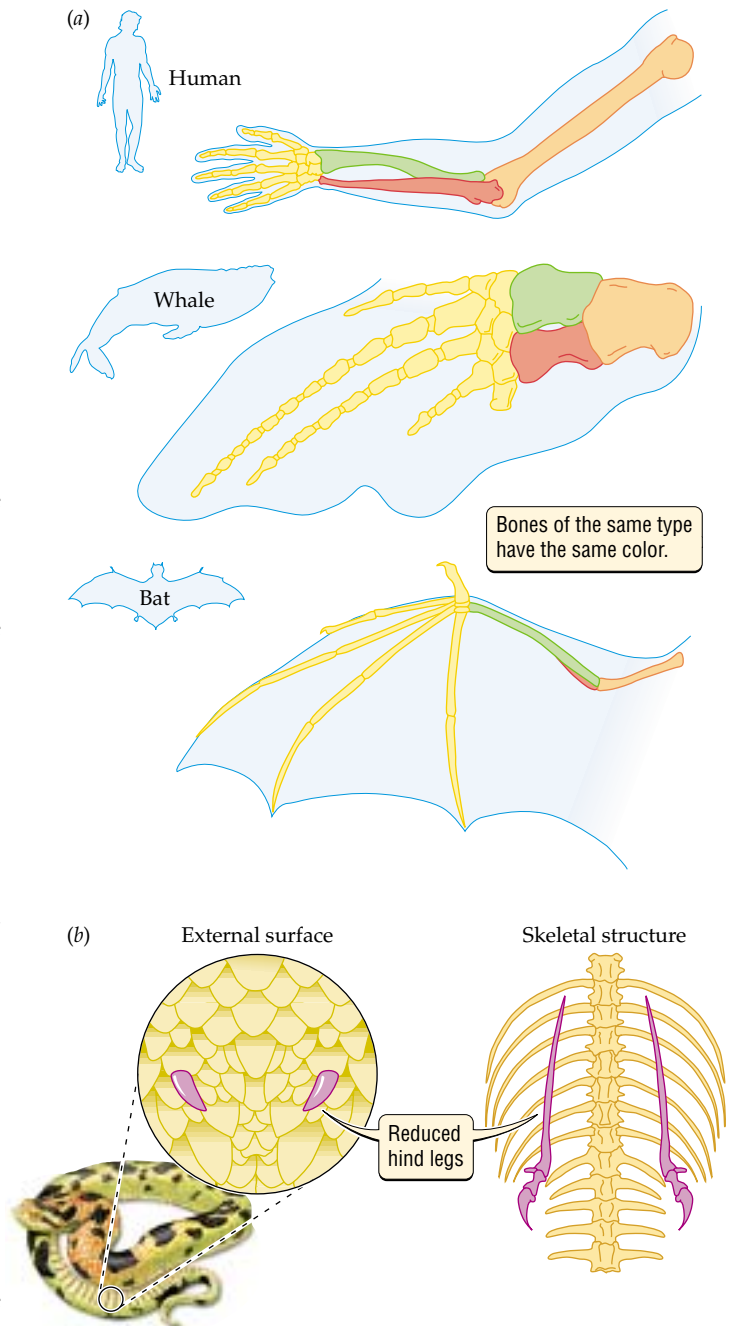 (a)
Human
Whale
Bones of the same type
have the same color.
Bat
(b)
External surface
Skeletal structure
Reduced
hind legs